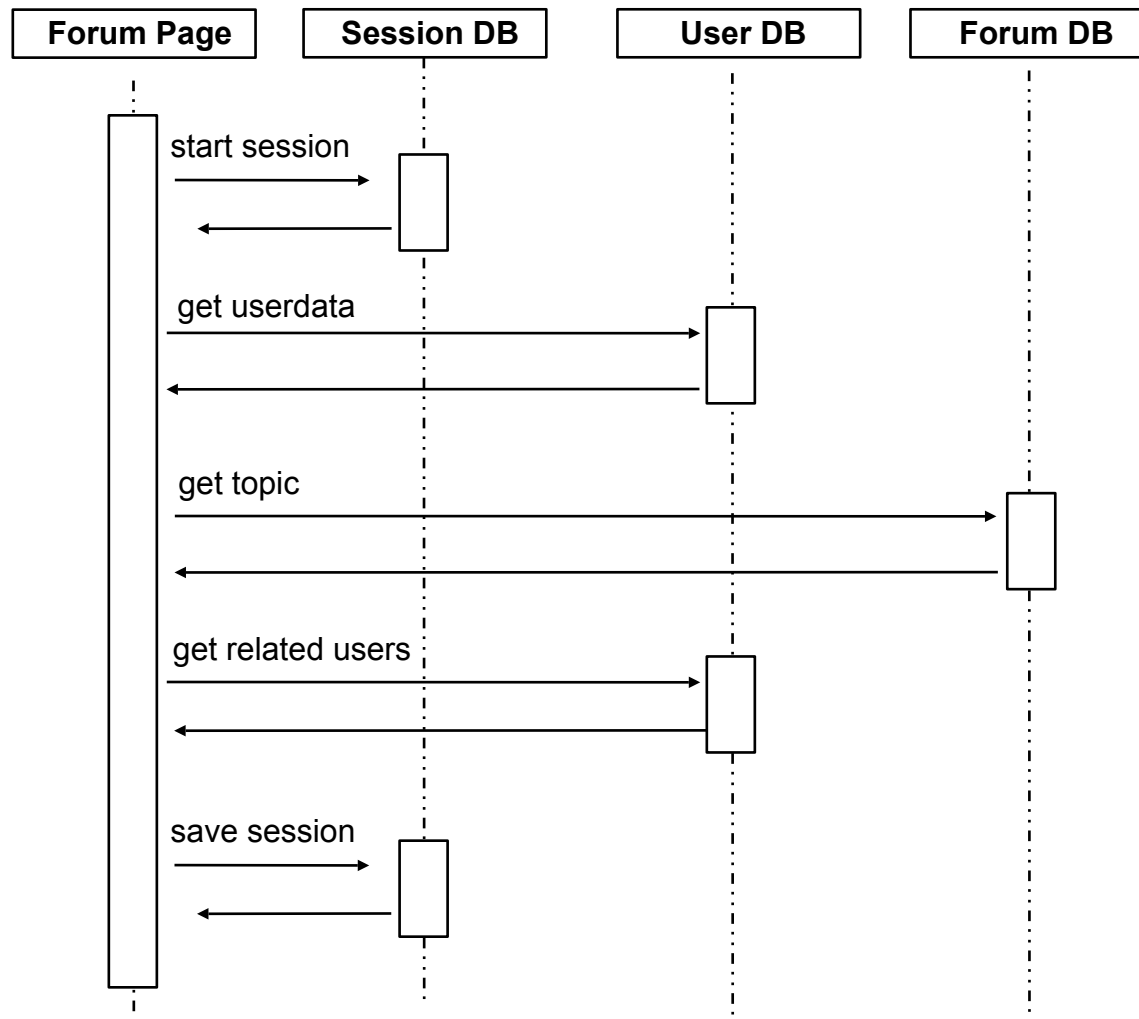 Forum Page
Session DB
User DB
Forum DB
start session
get userdata
get topic
get related users
save session